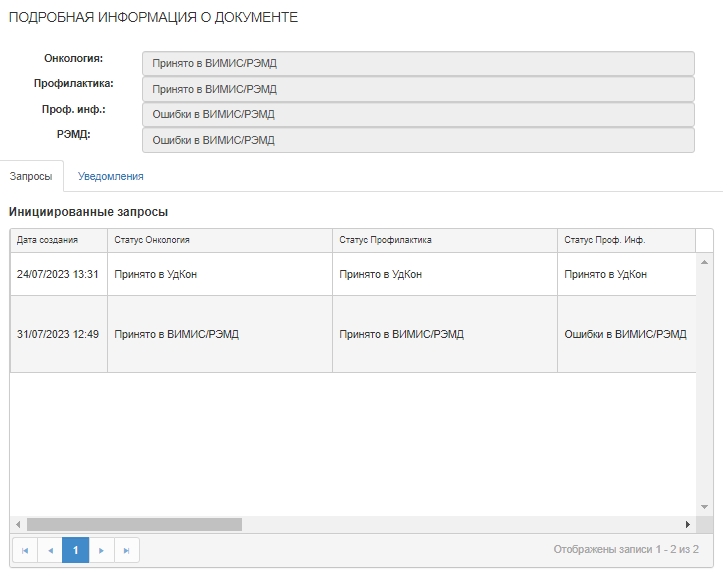 ПОДРОБНАЯ ИНФОРМАЦИЯ О ДОКУМЕНТЕ
Онкология: Принято в ВИМИС/РЭМД
Профилактика: Принято в ВИМИС/РЭМД
Проф. инф.: Ошибки в ВИМИС/РЭМД
РЭМД: Ошибки в ВИМИС/РЭМД
Запросы Уведомления
Инициированные запросы
Дата создания Статус Онкология Статус Профилактика Статус Проф. Инф.
24/07/2023 13:31 Принято в УдКон Принято в УдКон Принято в УдКон
31/07/2023 12:49 Принято в ВИМИС/РЭМД Принято в ВИМИС/РЭМД Ошибки в ВИМИС/РЭМД
1 Отображены записи 1 - 2 из 2